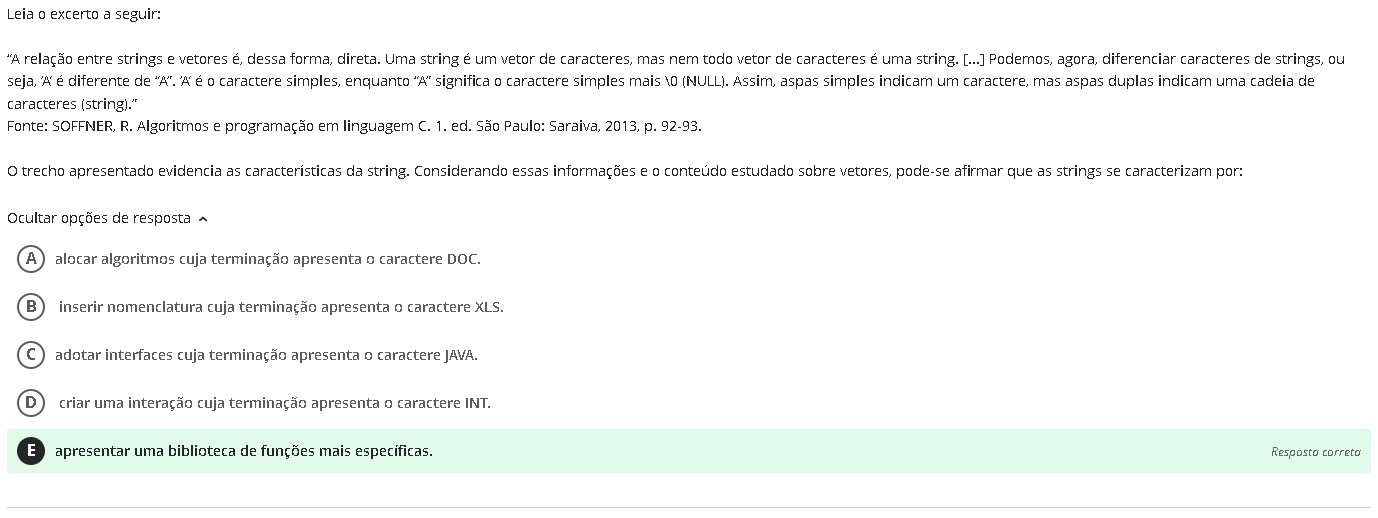 Leia o excerto a seguir:
“A relação entre strings e vetores é, dessa forma, direta. Uma string é um vetor de caracteres, mas nem todo vetor de caracteres é uma string. [...] Podemos, agora, diferenciar caracteres de strings, ou
seja, ‘A’ é diferente de “A”. ‘A’ é o caractere simples, enquanto “A” significa o caractere simples mais \0 (NULL). Assim, aspas simples indicam um caractere, mas aspas duplas indicam uma cadeia de
caracteres (string).”
Fonte: SOFFNER, R. Algoritmos e programação em linguagem C. 1. ed. São Paulo: Saraiva, 2013, p. 92-93.
O trecho apresentado evidencia as características da string. Considerando essas informações e o conteúdo estudado sobre vetores, pode-se afirmar que as strings se caracterizam por:
Ocultar opções de resposta
A alocar algoritmos cuja terminação apresenta o caractere DOC.
B inserir nomenclatura cuja terminação apresenta o caractere XLS.
C adotar interfaces cuja terminação apresenta o caractere JAVA.
D criar uma interação cuja terminação apresenta o caractere INT.
E apresentar uma biblioteca de funções mais específicas. Resposta correta